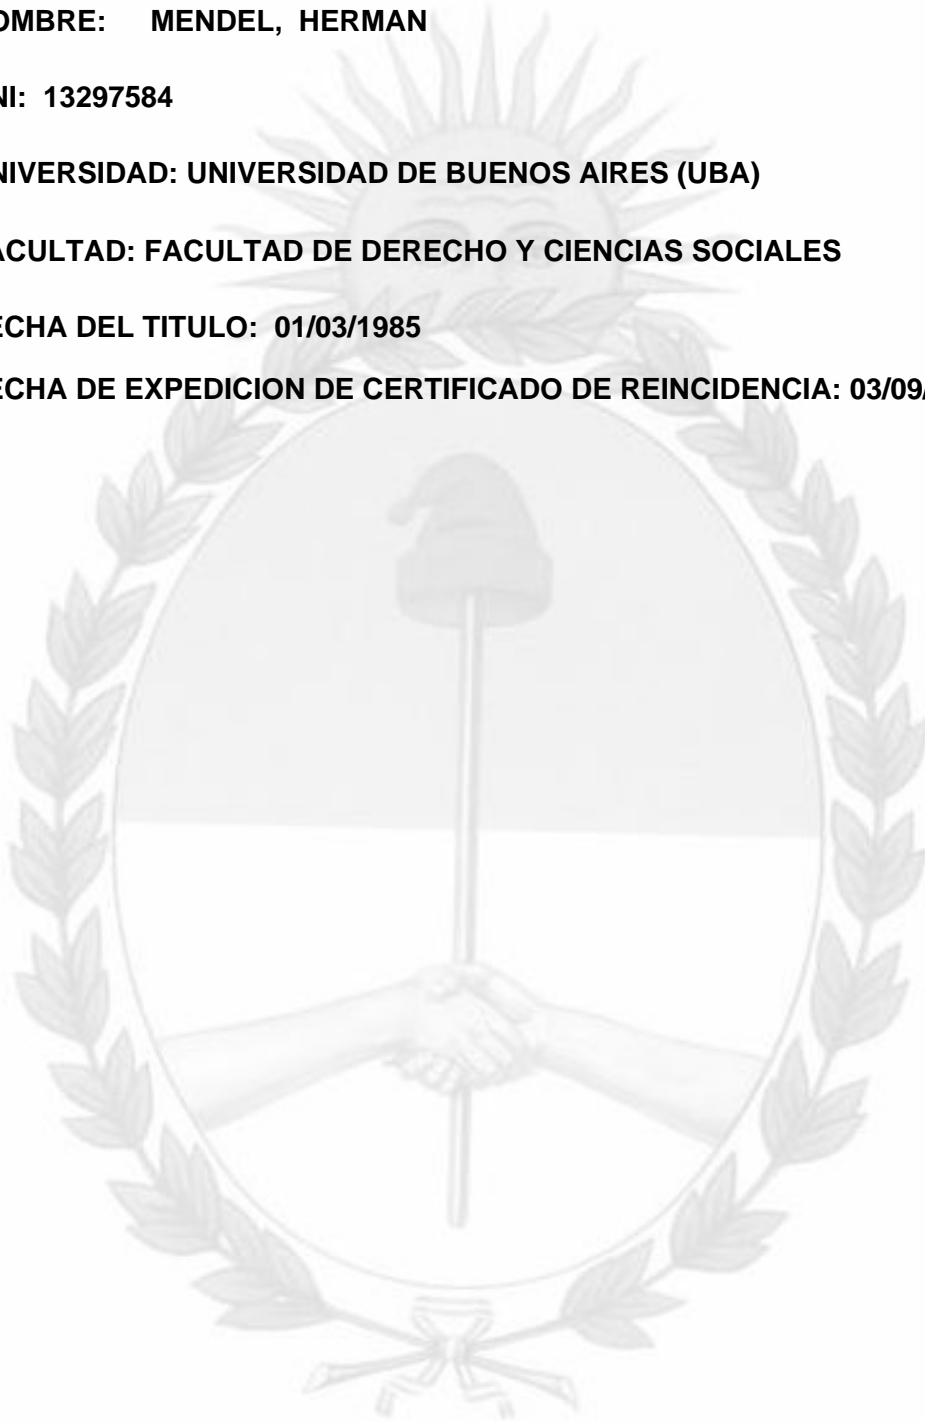 OMBRE: MENDEL, HERMAN
NI: 13297584
NIVERSIDAD: UNIVERSIDAD DE BUENOS AIRES (UBA)
ACULTAD: FACULTAD DE DERECHO Y CIENCIAS SOCIALES
ECHA DEL TITULO: 01/03/1985
ECHA DE EXPEDICION DE CERTIFICADO DE REINCIDENCIA: 03/09/